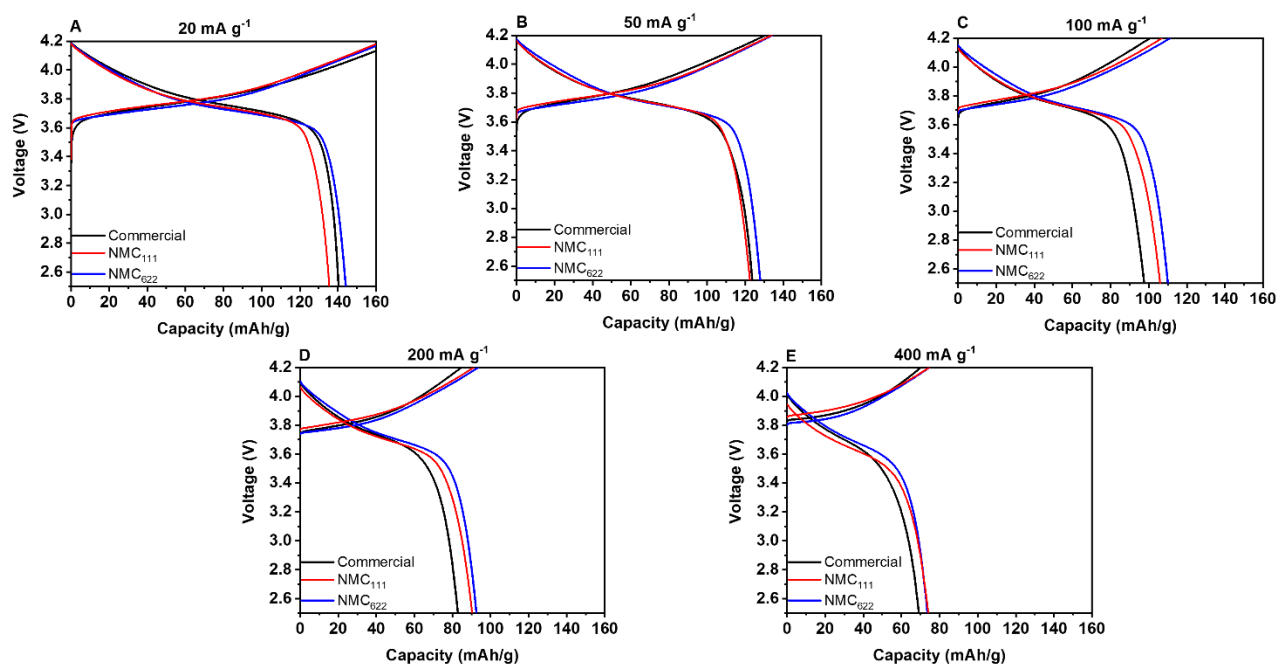 A
20 mA g⁻¹
4.2
4.0
3.8
3.6
3.4
3.2
3.0
2.8
2.6
Voltage (V)
Commercial
NMC₁₁₁
NMC₆₂₂
0 20 40 60 80 100 120 140 160
Capacity (mAh/g)
B
50 mA g⁻¹
4.2
4.0
3.8
3.6
3.4
3.2
3.0
2.8
2.6
Voltage (V)
Commercial
NMC₁₁₁
NMC₆₂₂
0 20 40 60 80 100 120 140 160
Capacity (mAh/g)
C
100 mA g⁻¹
4.2
4.0
3.8
3.6
3.4
3.2
3.0
2.8
2.6
Voltage (V)
Commercial
NMC₁₁₁
NMC₆₂₂
0 20 40 60 80 100 120 140 160
Capacity (mAh/g)
D
200 mA g⁻¹
4.2
4.0
3.8
3.6
3.4
3.2
3.0
2.8
2.6
Voltage (V)
Commercial
NMC₁₁₁
NMC₆₂₂
0 20 40 60 80 100 120 140 160
Capacity (mAh/g)
E
400 mA g⁻¹
4.2
4.0
3.8
3.6
3.4
3.2
3.0
2.8
2.6
Voltage (V)
Commercial
NMC₁₁₁
NMC₆₂₂
0 20 40 60 80 100 120 140 160
Capacity (mAh/g)